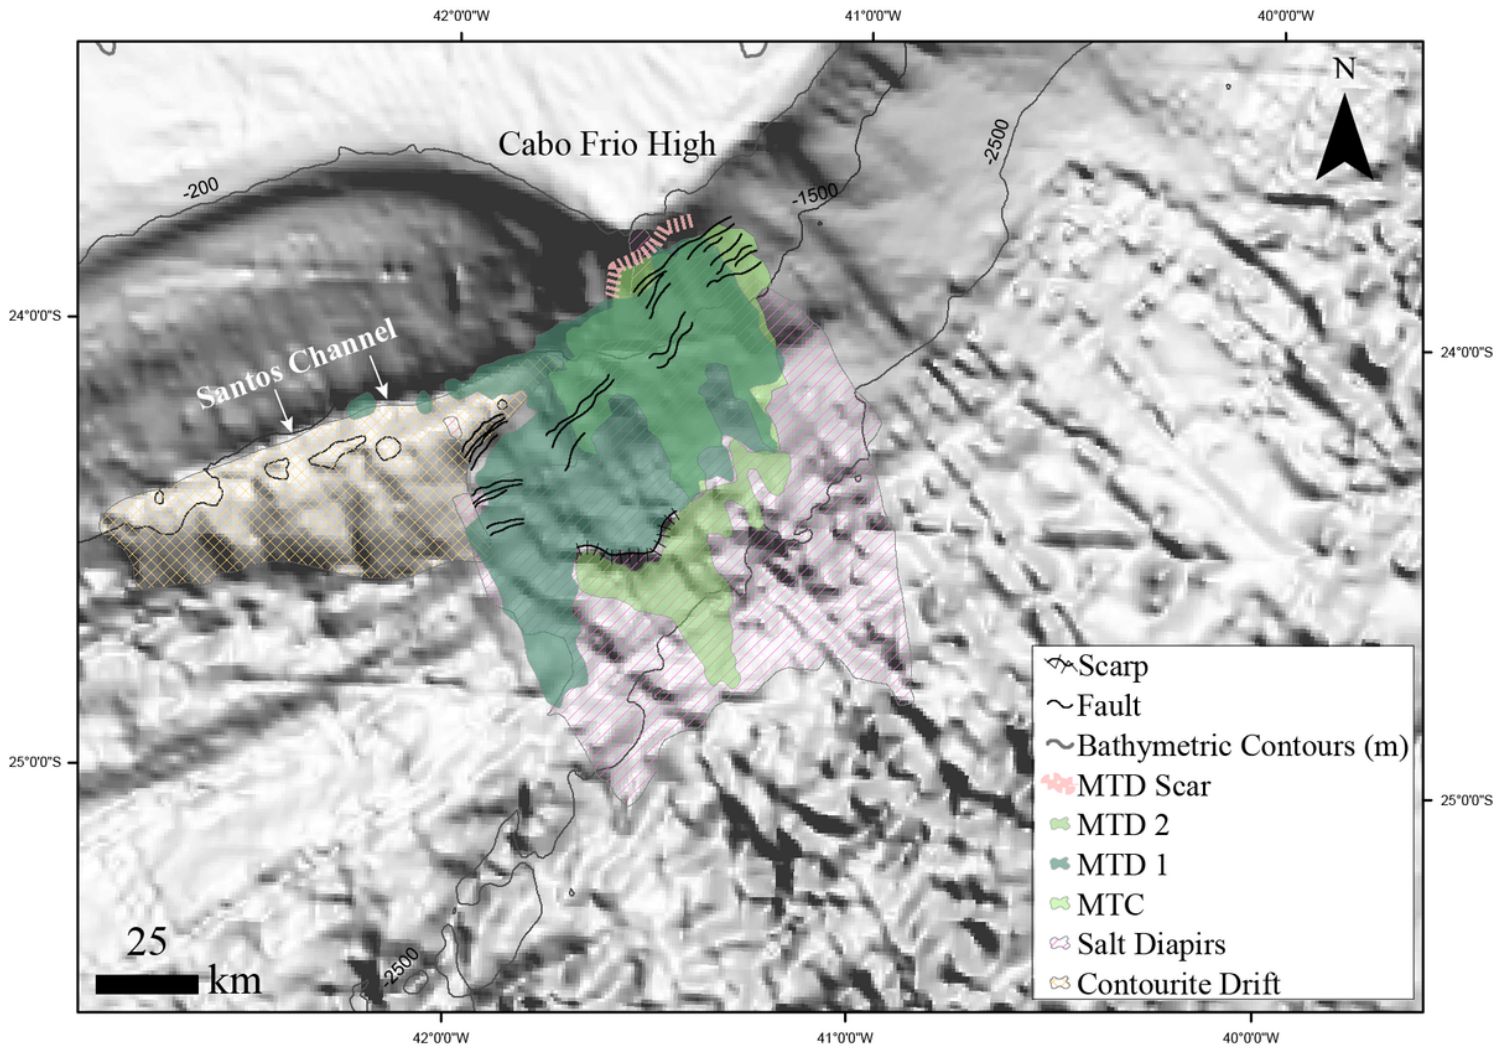 42°0'0"W
41°0'0"W
40°0'0"W
N
Cabo Frio High
-2500
-200
-1500
24°0'0"S
Santos Channel
24°0'0"S
Scarp
Fault
Bathymetric Contours (m)
25°0'0"S
MTD Scar
25°0'0"S
MTD 2
MTD 1
MTC
25
Salt Diapirs
-2500
km
Contourite Drift
42°0'0"W
41°0'0"W
40°0'0"W